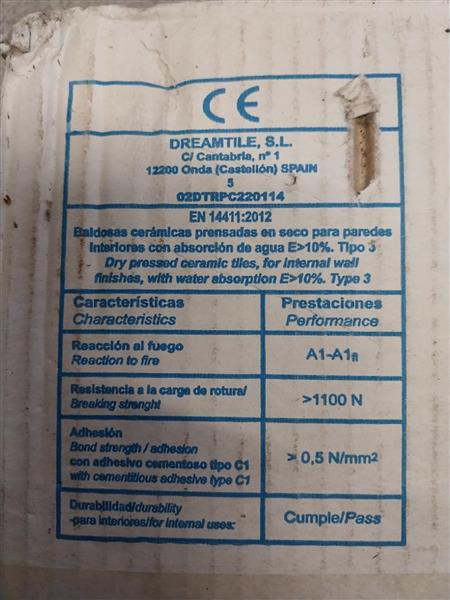 CE
DREAMTILE, S.L.
C/ Cantabria, nº 1
12200 Onda (Castellón) SPAIN
5
02DTRPC220114
EN 14411:2012
Baldosas cerámicas prensadas en seco para paredes
interiores con absorción de agua E>10%. Tipo 3
Dry pressed ceramic tiles, for internal wall
finishes, with water absorption E>10%. Type 3
Características
Characteristics
Prestaciones
Performance
Reacción al fuego
Reaction to fire
A1-A1fl
Resistencia a la carga de rotura/
Breaking strenght
>1100 N
Adhesión
Bond strength / adhesion
con adhesivo cementoso tipo C1
with cementitious adhesive type C1
> 0,5 N/mm²
Durabilidad/durability
-para interiores/for internal uses:
Cumple/Pass